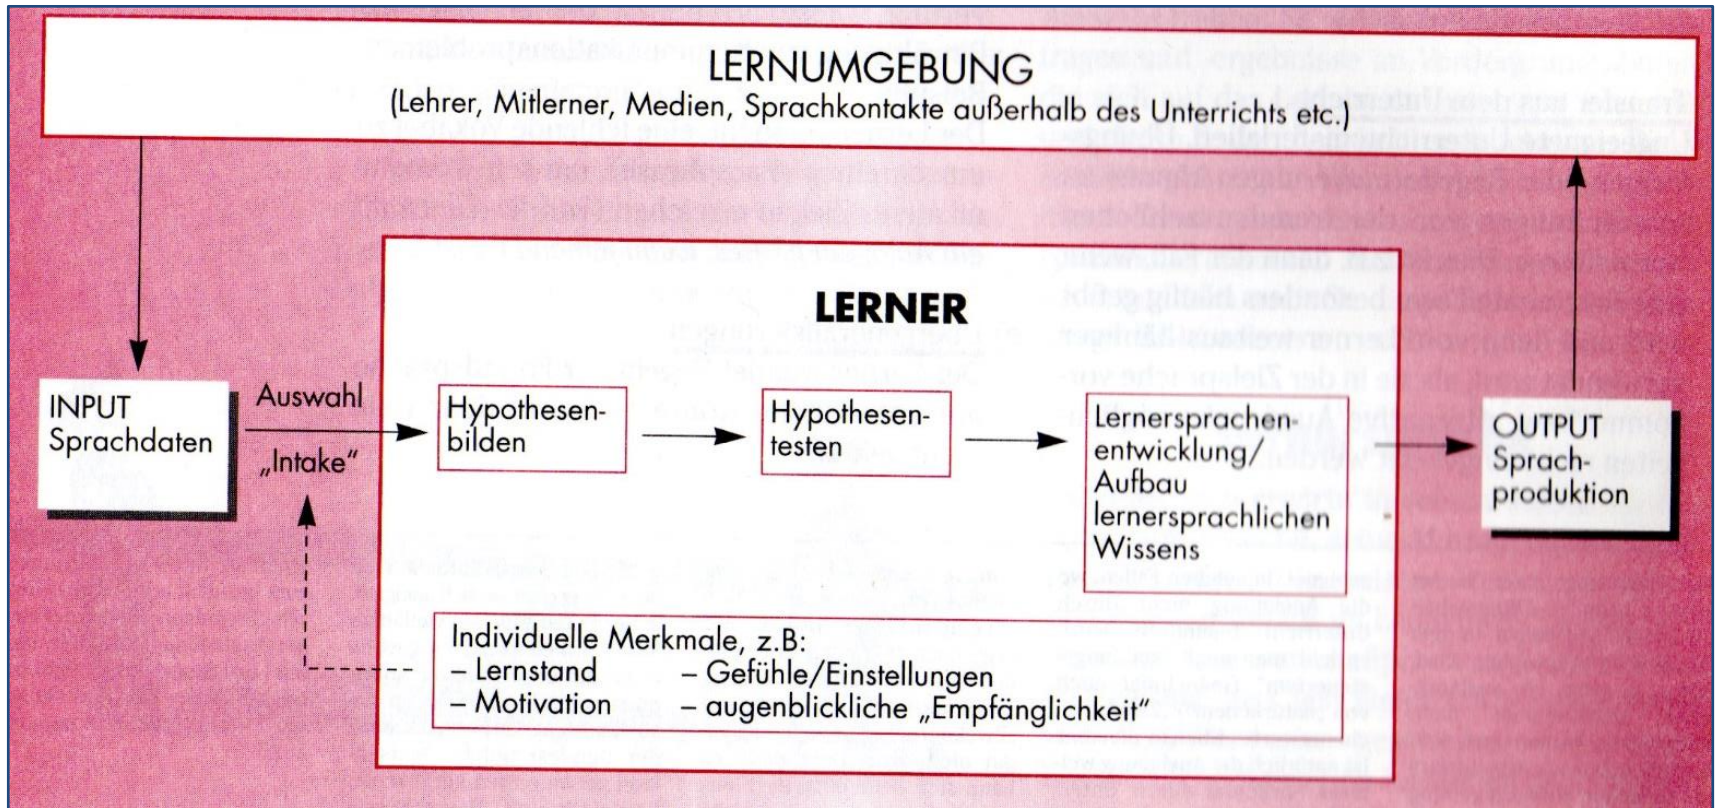 LERNUMGEBUNG
(Lehrer, Mitlerner, Medien, Sprachkontakte außerhalb des Unterrichts etc.)
LERNER
INPUT
Sprachdaten
Auswahl
„Intake“
Hypothesen-
bilden
Hypothesen-
testen
Lernersprachen-
entwicklung/
Aufbau
lernersprachlichen
Wissens
OUTPUT
Sprach-
produktion
Individuelle Merkmale, z.B:
– Lernstand – Gefühle/Einstellungen
– Motivation – augenblickliche „Empfänglichkeit“